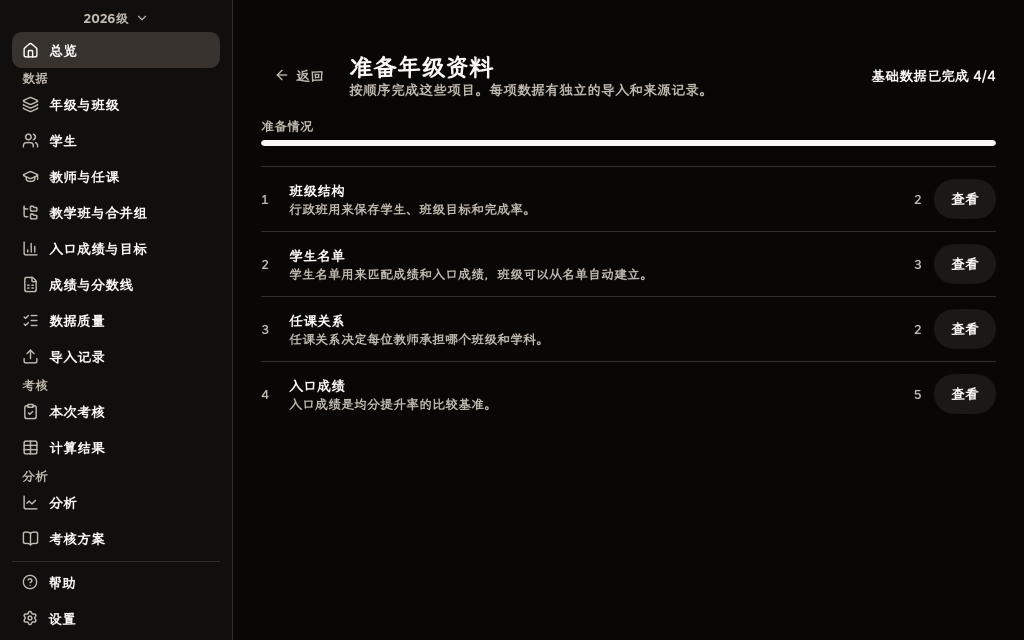 2026级
总览
数据
年级与班级
学生
教师与任课
教学班与合并组
入口成绩与目标
成绩与分数线
数据质量
导入记录
考核
本次考核
计算结果
分析
分析
考核方案
帮助
设置
返回
准备年级资料
按顺序完成这些项目。每项数据有独立的导入和来源记录。
基础数据已完成 4/4
准备情况
1
班级结构
行政班用来保存学生、班级目标和完成率。
2
查看
2
学生名单
学生名单用来匹配成绩和入口成绩，班级可以从名单自动建立。
3
查看
3
任课关系
任课关系决定每位教师承担哪个班级和学科。
2
查看
4
入口成绩
入口成绩是均分提升率的比较基准。
5
查看